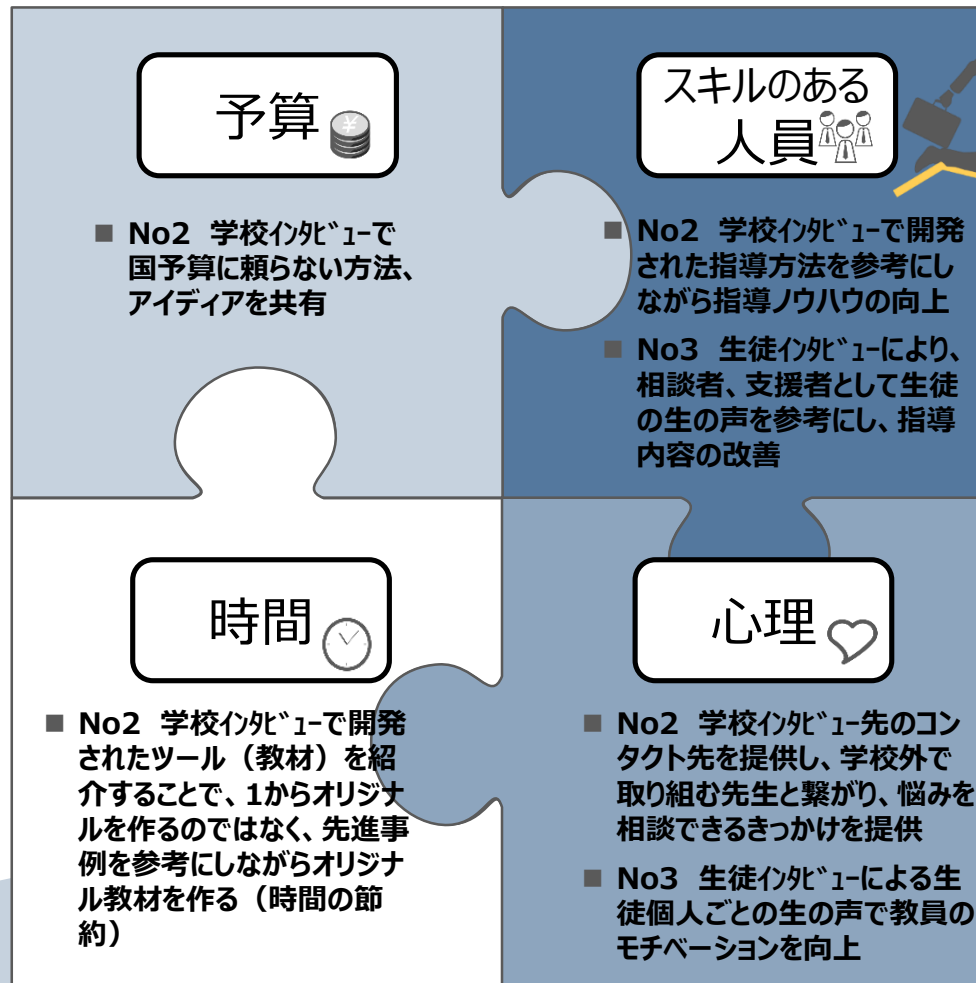 予算
■ No2 学校インタビューで
国予算に頼らない方法、
アイディアを共有
スキルのある
人員
■ No2 学校インタビューで開発
された指導方法を参考にし
ながら指導ノウハウの向上
■ No3 生徒インタビューにより、
相談者、支援者として生徒
の生の声を参考にし、指導
内容の改善
時間
■ No2 学校インタビューで開発
されたツール（教材）を紹
介することで、1からオリジナ
ルを作るのではなく、先進事
例を参考にしながらオリジナ
ル教材を作る（時間の節
約）
心理
■ No2 学校インタビュー先のコン
タクト先を提供し、学校外で
取り組む先生と繋がり、悩みを
相談できるきっかけを提供
■ No3 生徒インタビューによる生
徒個人ごとの生の声で教員の
モチベーションを向上